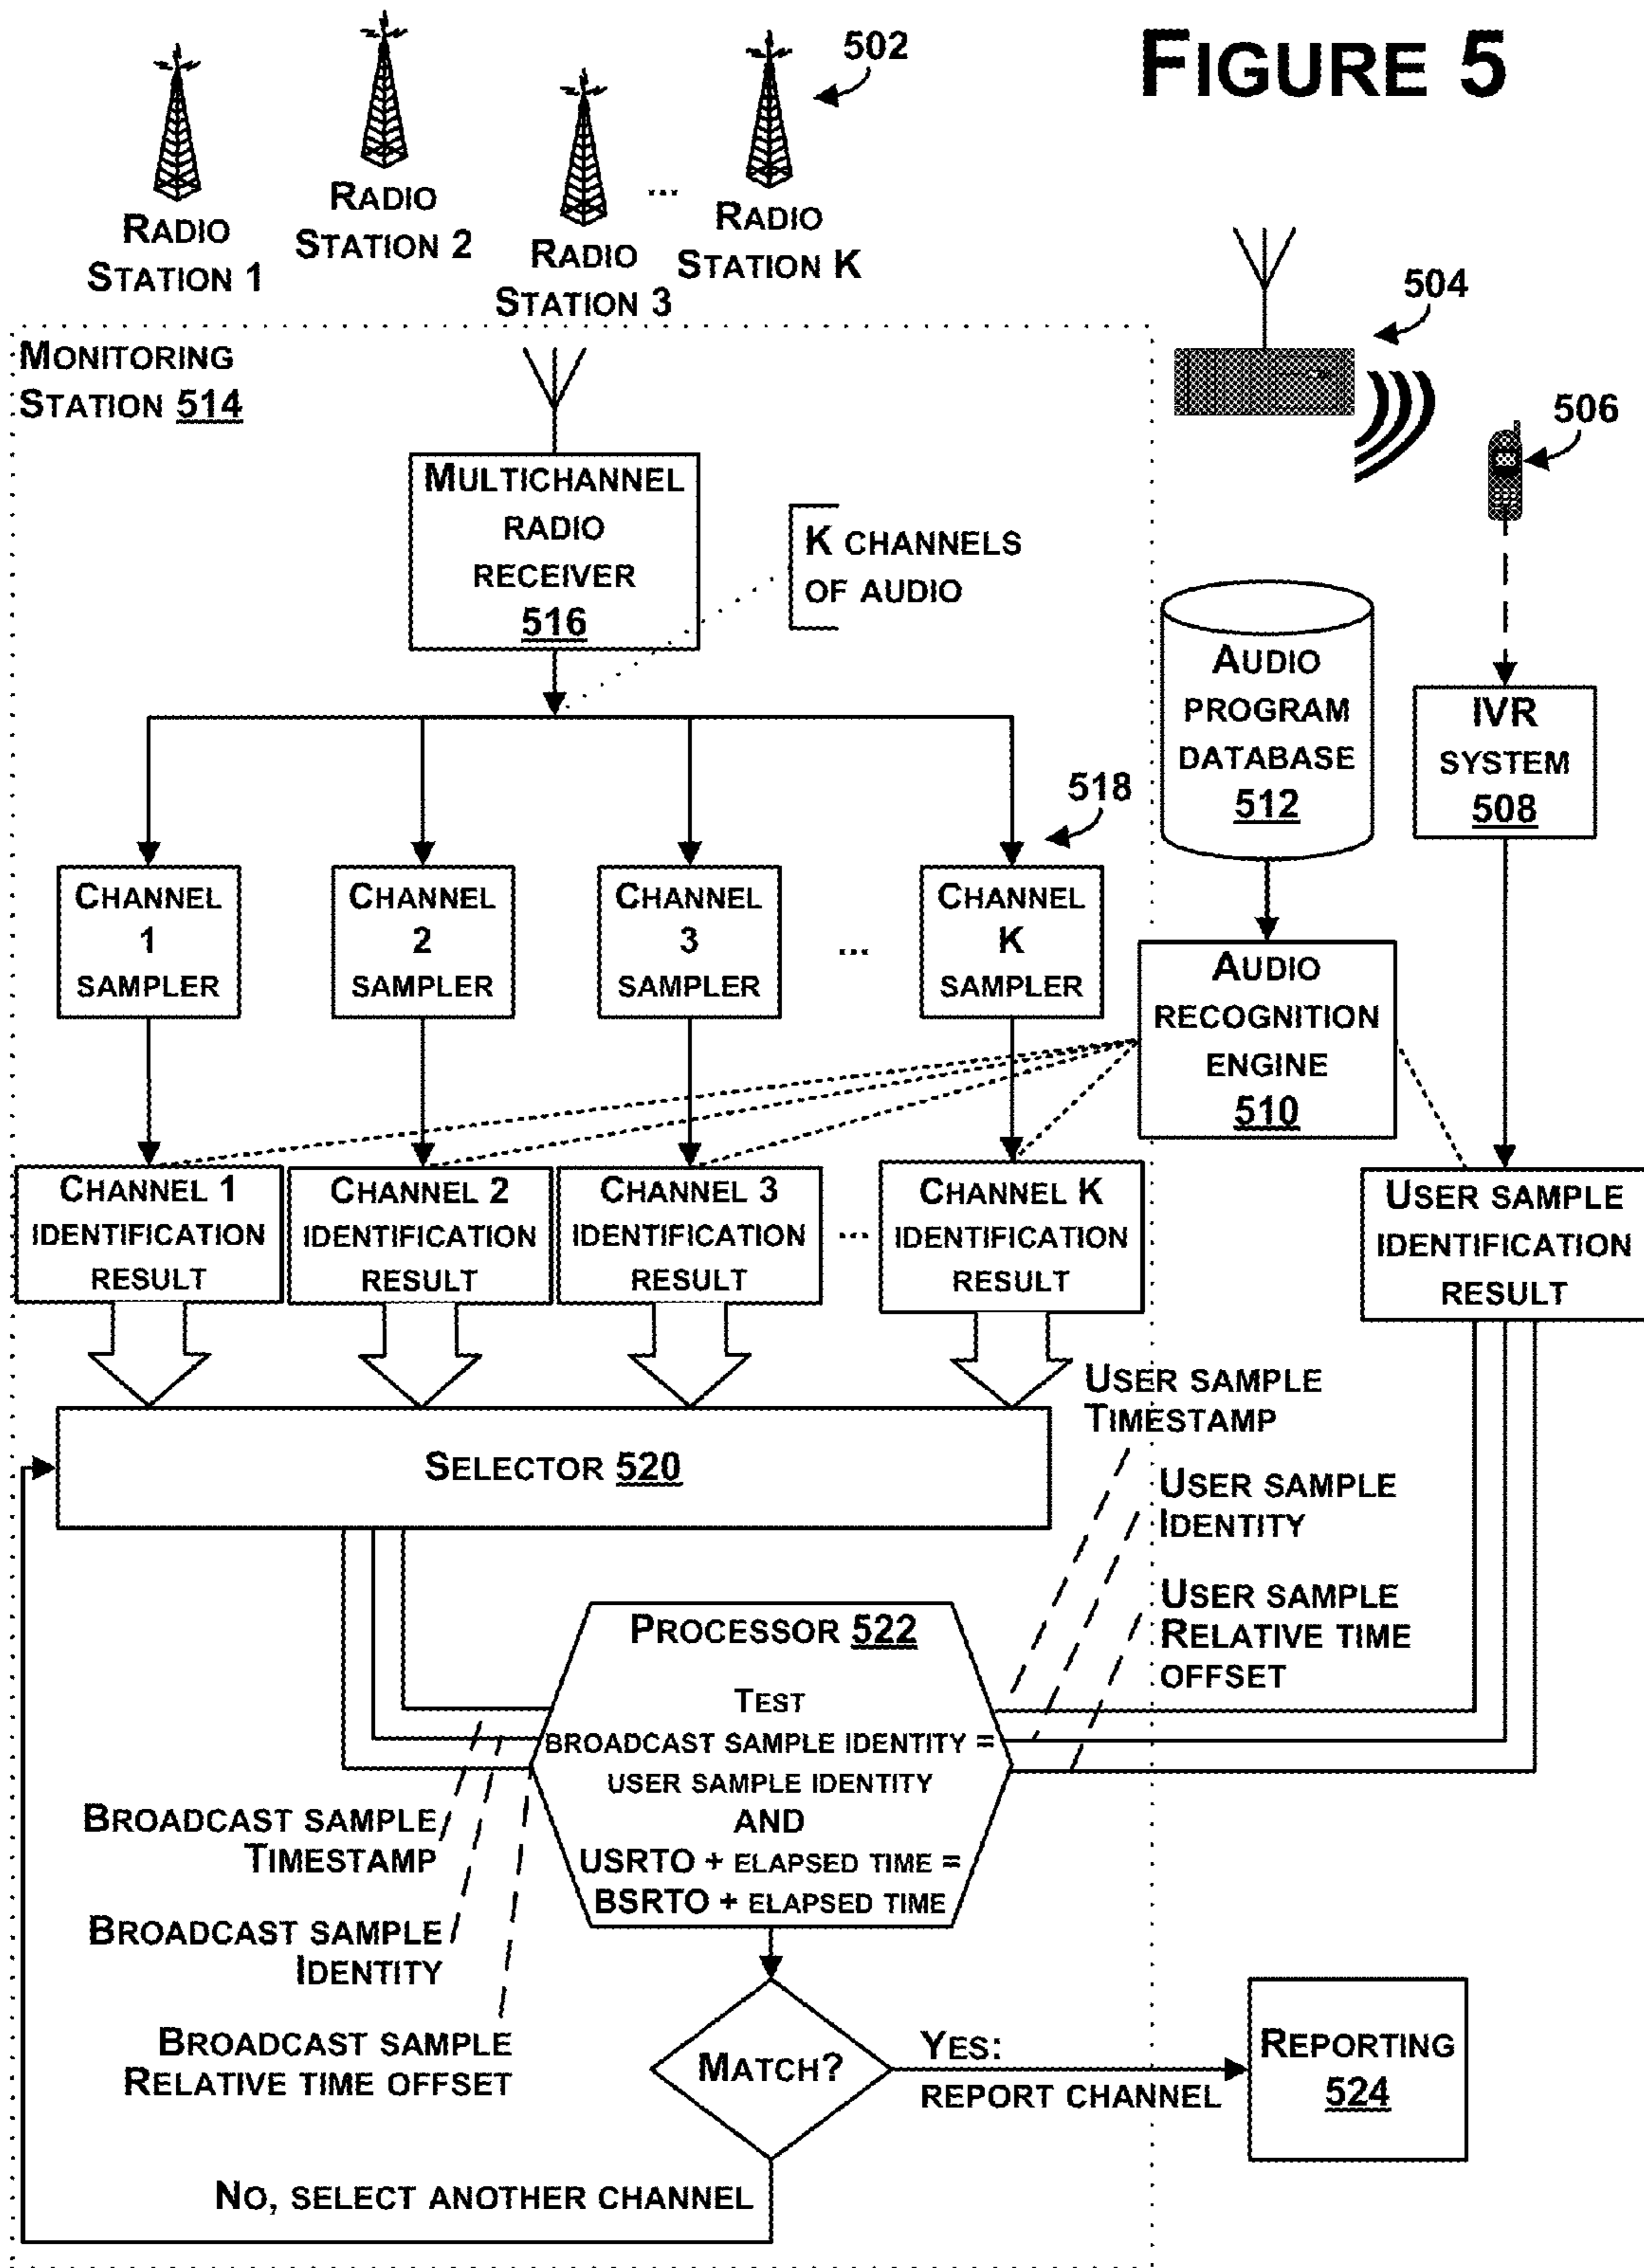 FIGURE 5
502
RADIO
STATION 1
RADIO
STATION 2
RADIO
STATION 3
...
RADIO
STATION K
504
506
MONITORING
STATION 514
MULTICHANNEL
RADIO
RECEIVER
516
K CHANNELS
OF AUDIO
AUDIO
PROGRAM
DATABASE
512
IVR
SYSTEM
508
518
CHANNEL
1
SAMPLER
CHANNEL
2
SAMPLER
CHANNEL
3
SAMPLER
...
CHANNEL
K
SAMPLER
AUDIO
RECOGNITION
ENGINE
510
CHANNEL 1
IDENTIFICATION
RESULT
CHANNEL 2
IDENTIFICATION
RESULT
CHANNEL 3
IDENTIFICATION
RESULT
...
CHANNEL K
IDENTIFICATION
RESULT
USER SAMPLE
IDENTIFICATION
RESULT
SELECTOR 520
USER SAMPLE
TIMESTAMP
USER SAMPLE
IDENTITY
USER SAMPLE
RELATIVE TIME
OFFSET
PROCESSOR 522
TEST
BROADCAST SAMPLE IDENTITY =
USER SAMPLE IDENTITY
AND
USRTO + ELAPSED TIME =
BSRTO + ELAPSED TIME
BROADCAST SAMPLE
TIMESTAMP
BROADCAST SAMPLE
IDENTITY
BROADCAST SAMPLE
RELATIVE TIME OFFSET
MATCH?
YES:
REPORT CHANNEL
REPORTING
524
NO, SELECT ANOTHER CHANNEL